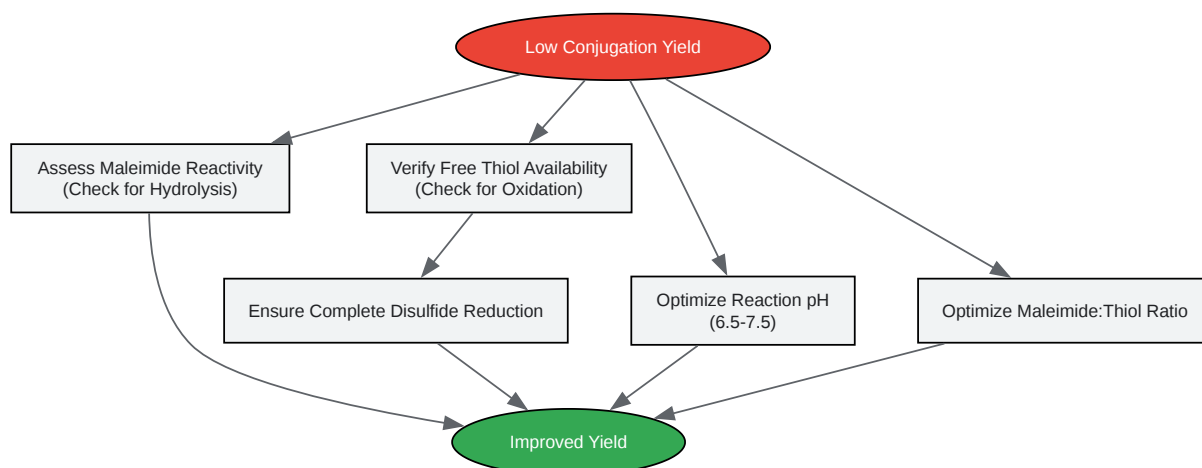 Low Conjugation Yield
Assess Maleimide Reactivity
(Check for Hydrolysis)
Verify Free Thiol Availability
(Check for Oxidation)
Ensure Complete Disulfide Reduction
Optimize Reaction pH
(6.5-7.5)
Optimize Maleimide:Thiol Ratio
Improved Yield